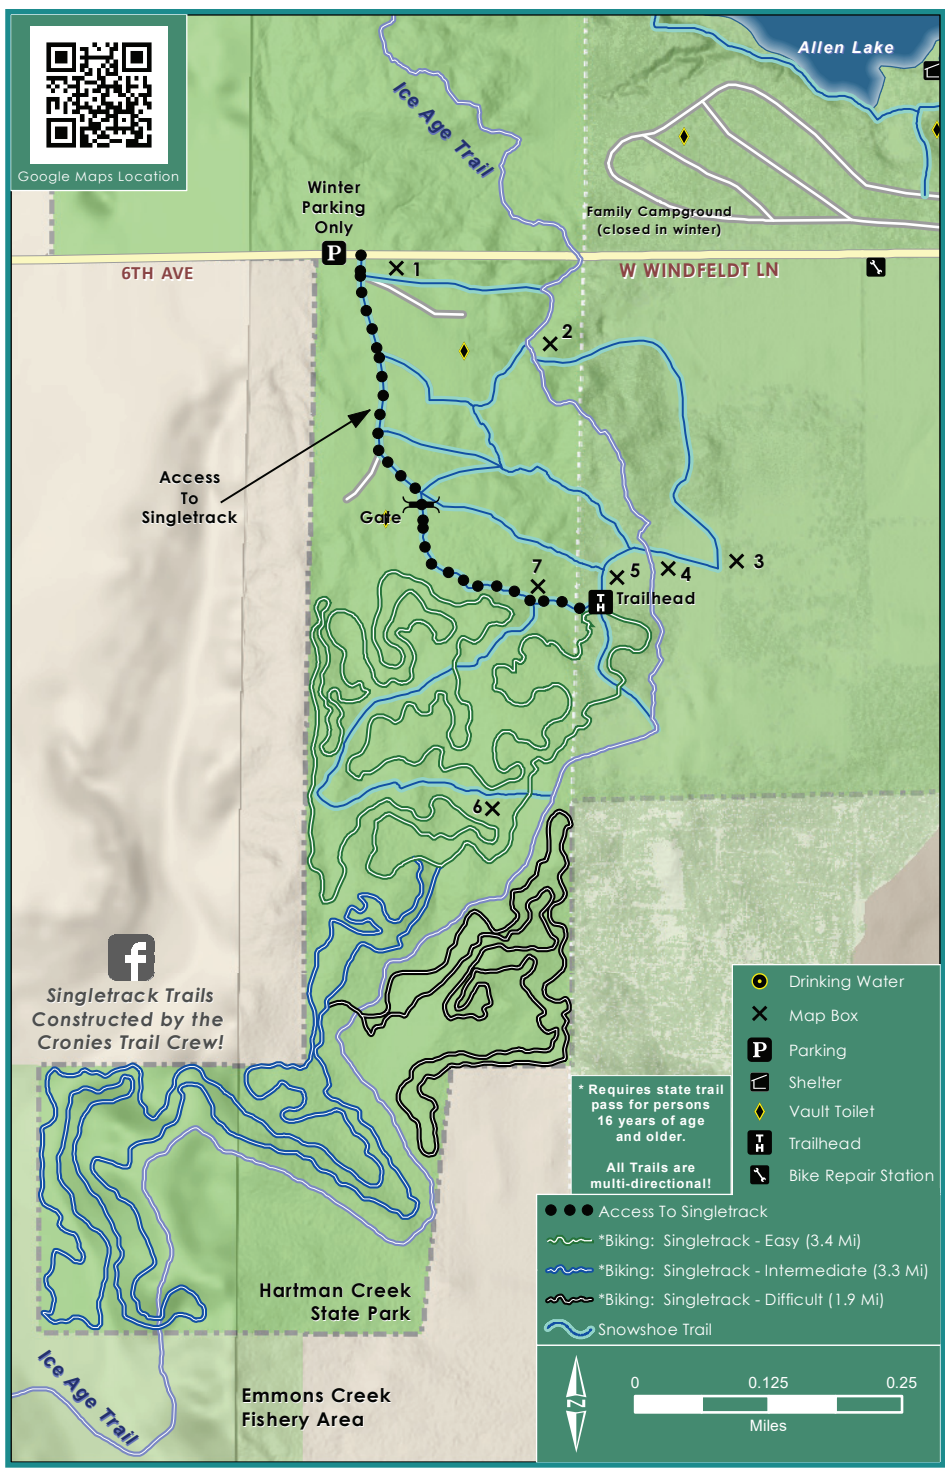 Google Maps Location
Allen Lake
Ice Age Trail
Winter
Parking
Only
P
Family Campground
(closed in winter)
6TH AVE
W WINDFELDT LN
1
2
Access
To
Singletrack
Gate
3
4
5
7
TH
Trailhead
6
f
Singletrack Trails
Constructed by the
Cronies Trail Crew!
Drinking Water
Map Box
P Parking
Shelter
Vault Toilet
TH Trailhead
Bike Repair Station
* Requires state trail
pass for persons
16 years of age
and older.
All Trails are
multi-directional!
Access To Singletrack
*Biking: Singletrack - Easy (3.4 Mi)
*Biking: Singletrack - Intermediate (3.3 Mi)
*Biking: Singletrack - Difficult (1.9 Mi)
Snowshoe Trail
Hartman Creek
State Park
Ice Age Trail
Emmons Creek
Fishery Area
N
0 0.125 0.25
Miles